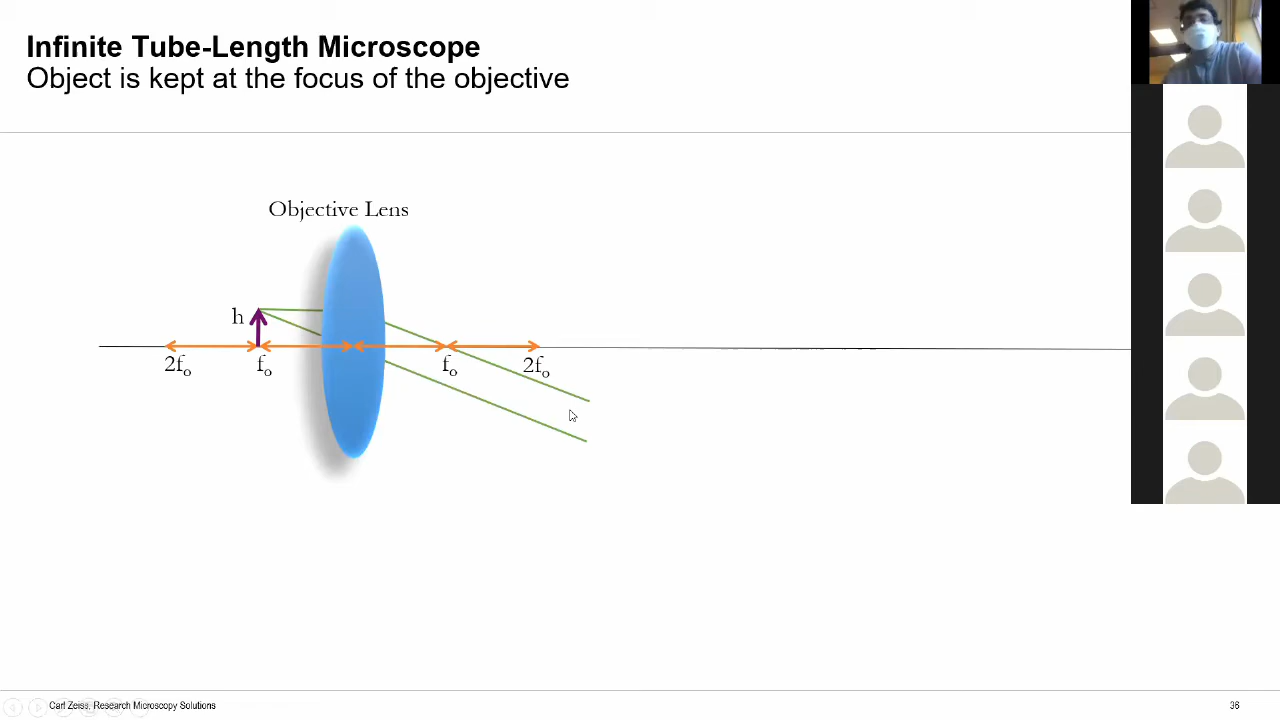 Infinite Tube-Length Microscope
Object is kept at the focus of the objective
Objective Lens
h
2fo
fo
fo
2fo
Carl Zeiss, Research Microscopy Solutions
36